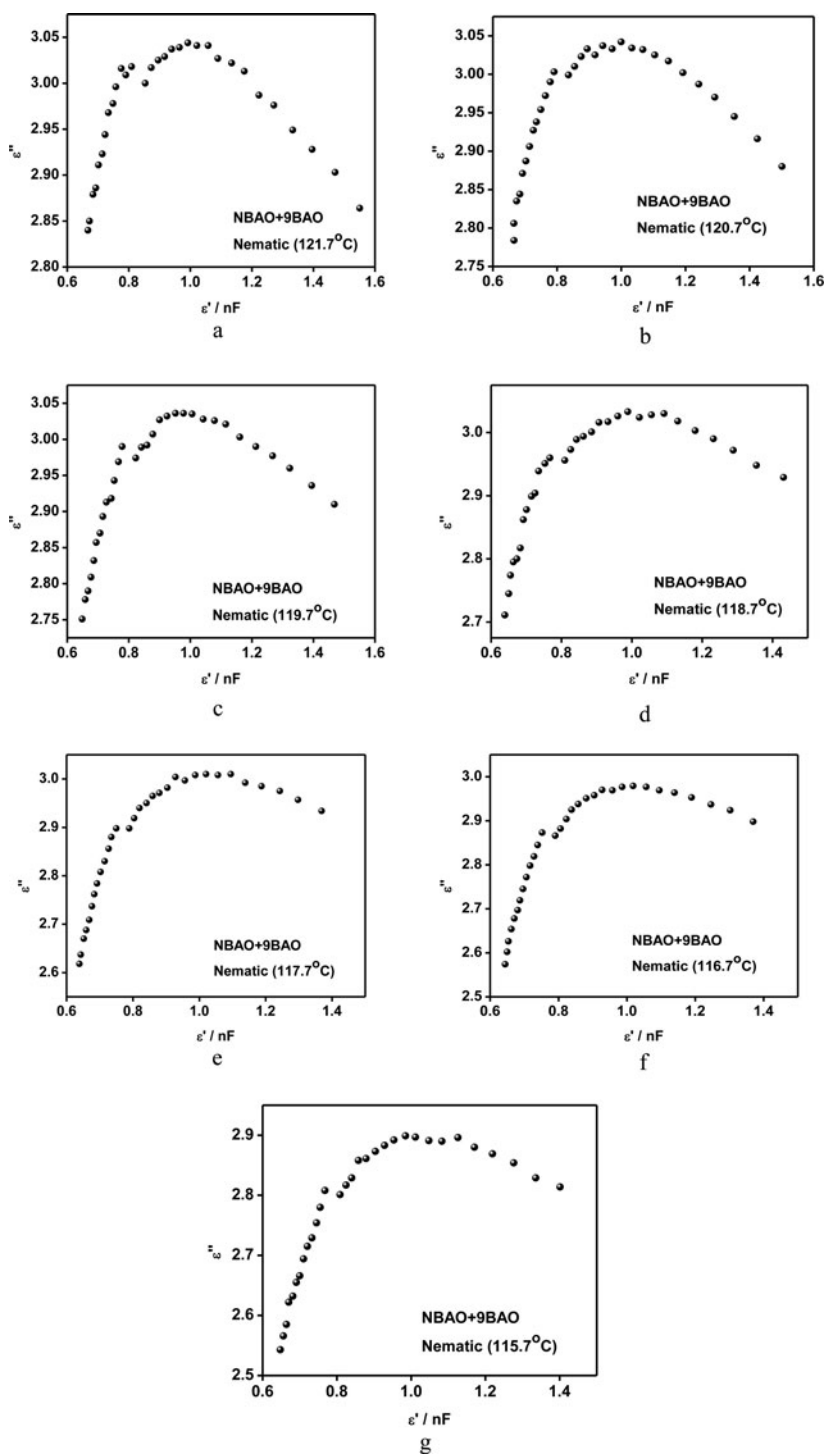 3.05
3.00
2.95
2.90
2.85
2.80
ε"
NBAO+9BAO
Nematic (121.7°C)
0.6 0.8 1.0 1.2 1.4 1.6
ε' / nF
a
3.05
3.00
2.95
2.90
2.85
2.80
2.75
ε"
NBAO+9BAO
Nematic (120.7°C)
0.6 0.8 1.0 1.2 1.4 1.6
ε' / nF
b
3.05
3.00
2.95
2.90
2.85
2.80
2.75
ε"
NBAO+9BAO
Nematic (119.7°C)
0.6 0.8 1.0 1.2 1.4 1.6
ε' / nF
c
3.0
2.9
2.8
2.7
ε"
NBAO+9BAO
Nematic (118.7°C)
0.6 0.8 1.0 1.2 1.4
ε' / nF
d
3.0
2.9
2.8
2.7
2.6
ε"
NBAO+9BAO
Nematic (117.7°C)
0.6 0.8 1.0 1.2 1.4
ε' / nF
e
3.0
2.9
2.8
2.7
2.6
2.5
ε"
NBAO+9BAO
Nematic (116.7°C)
0.6 0.8 1.0 1.2 1.4
ε' / nF
f
2.9
2.8
2.7
2.6
2.5
ε"
NBAO+9BAO
Nematic (115.7°C)
0.6 0.8 1.0 1.2 1.4
ε' / nF
g